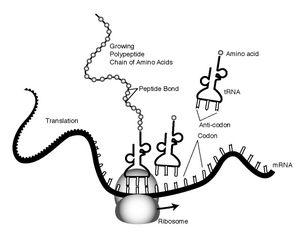 Growing
Polypeptide
Chain of Amino Acids
Amino acid
Peptide Bond
tRNA
Translation
Anti-codon
Codon
mRNA
Ribosome